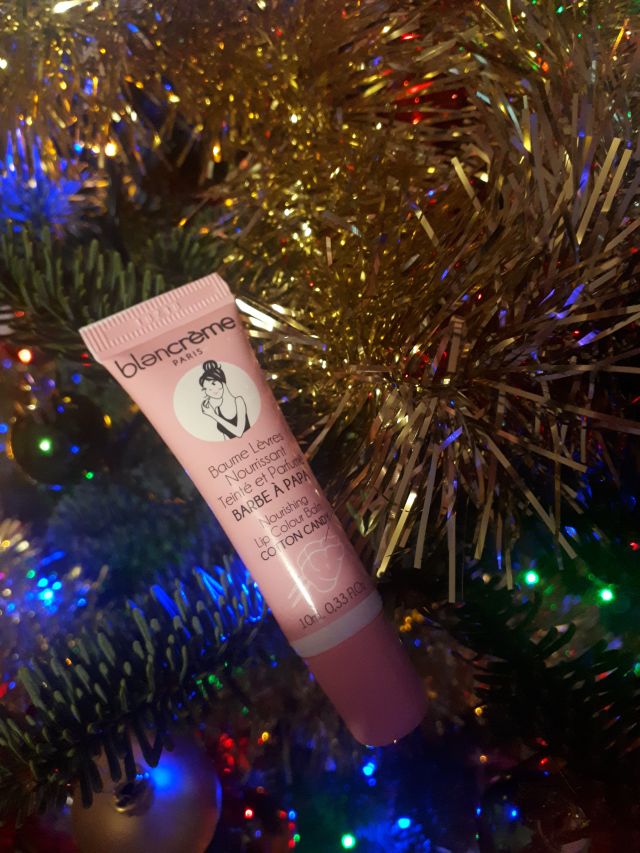 blancrème
PARIS
Baume Lèvres
Nourrissant
Teinté et Parfumé
BARBE À PAPA
Nourishing
Lip Colour Balm
COTTON CANDY
10mL 0.33 Fl.Oz